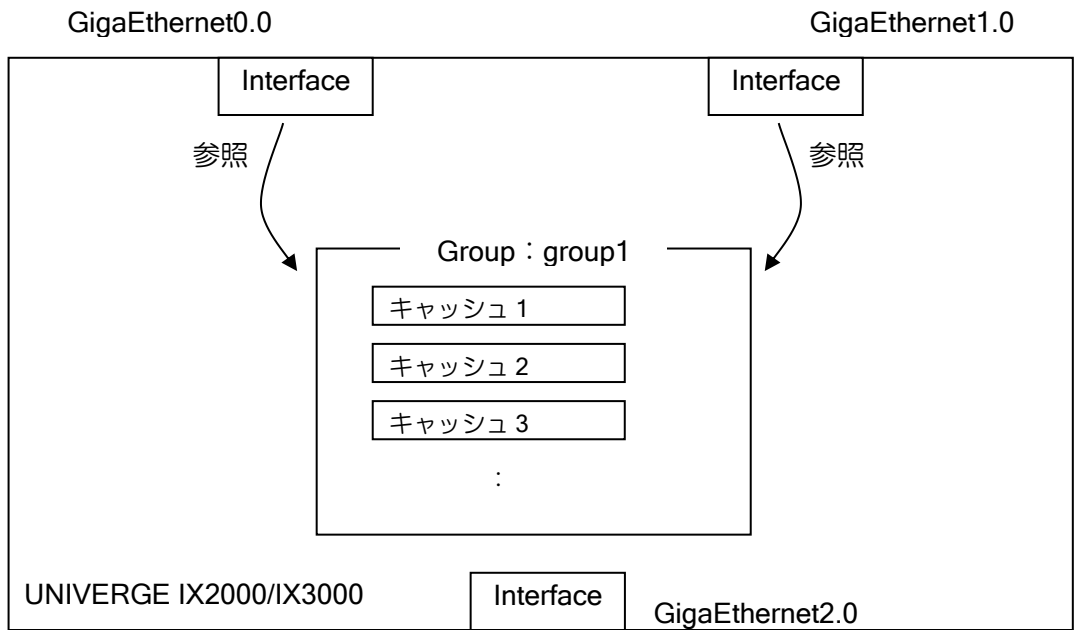 GigaEthernet0.0
GigaEthernet1.0
Interface
Interface
参照
参照
Group：group1
キャッシュ 1
キャッシュ 2
キャッシュ 3
：
UNIVERGE IX2000/IX3000
Interface
GigaEthernet2.0